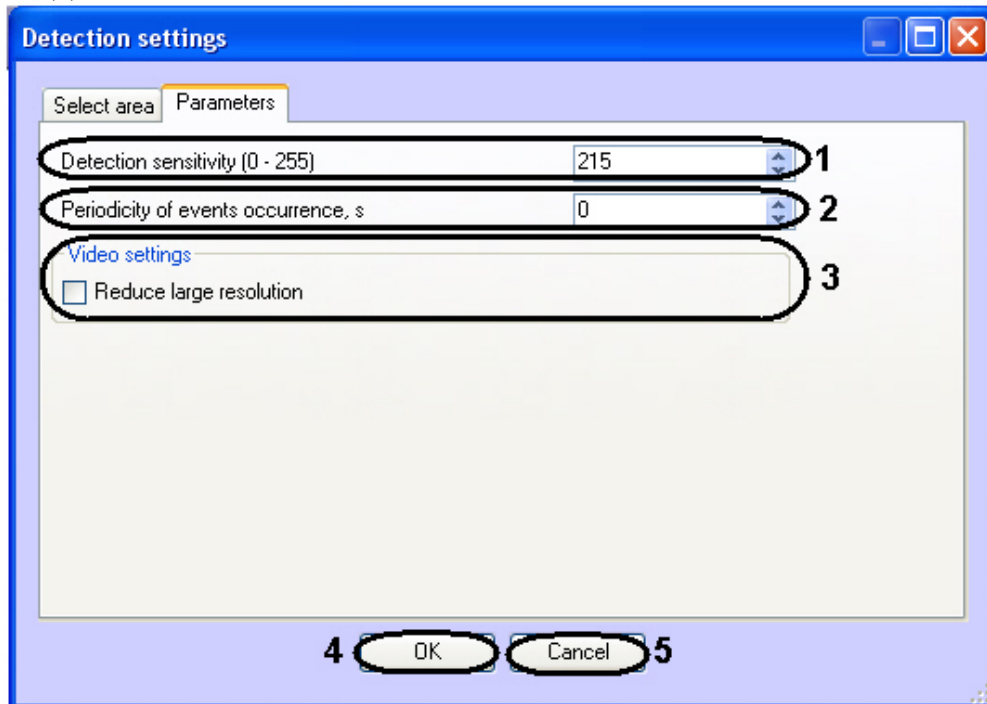 Detection settings
Select area Parameters
Detection sensitivity (0 - 255) 215 1
Periodicity of events occurrence, s 0 2
Video settings
Reduce large resolution 3
4 OK Cancel 5